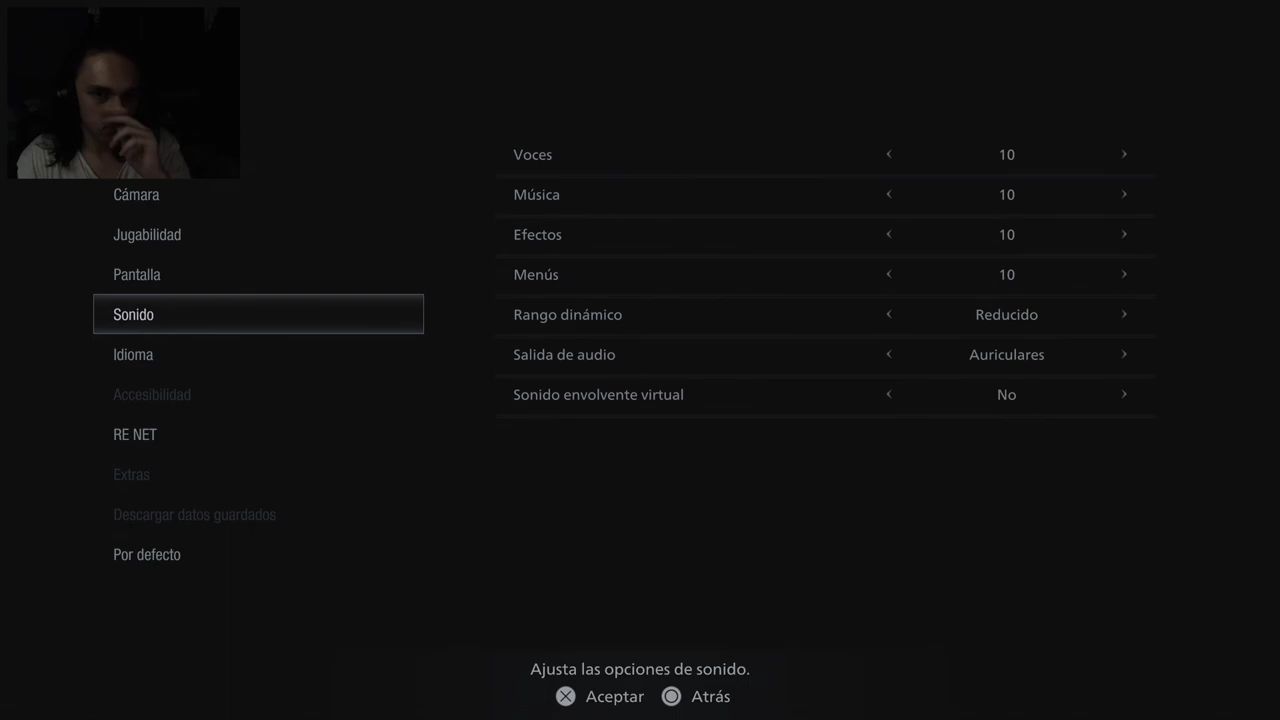 Cámara
Jugabilidad
Pantalla
Sonido
Idioma
Accesibilidad
RE NET
Extras
Descargar datos guardados
Por defecto
Voces 10
Música 10
Efectos 10
Menús 10
Rango dinámico Reducido
Salida de audio Auriculares
Sonido envolvente virtual No
Ajusta las opciones de sonido.
Aceptar Atrás